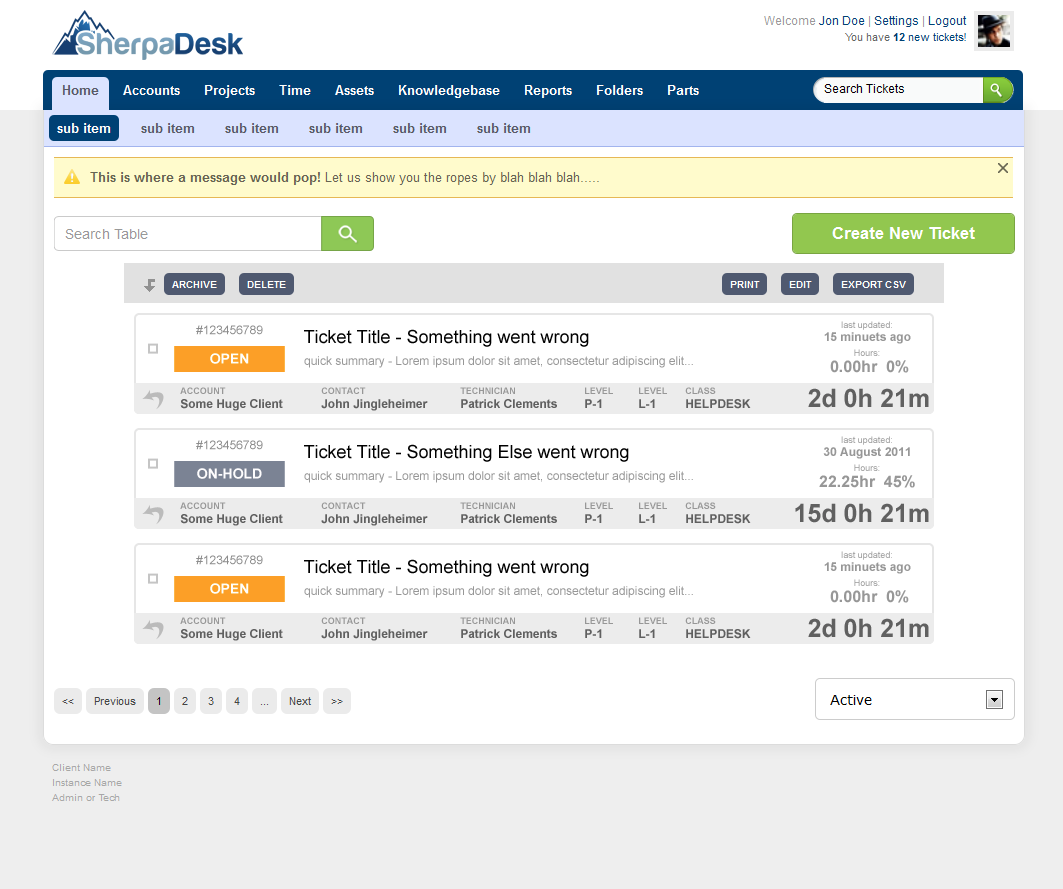 SherpaDesk
Welcome Jon Doe | Settings | Logout
You have 12 new tickets!
Home Accounts Projects Time Assets Knowledgebase Reports Folders Parts Search Tickets
sub item sub item sub item sub item sub item sub item
This is where a message would pop! Let us show you the ropes by blah blah blah.....
Search Table
Create New Ticket
ARCHIVE DELETE PRINT EDIT EXPORT CSV
#123456789
OPEN
Ticket Title - Something went wrong
quick summary - Lorem ipsum dolor sit amet, consectetur adipiscing elit...
last updated:
15 minuets ago
Hours:
0.00hr 0%
ACCOUNT CONTACT TECHNICIAN LEVEL LEVEL CLASS
Some Huge Client John Jingleheimer Patrick Clements P-1 L-1 HELPDESK
2d 0h 21m
#123456789
ON-HOLD
Ticket Title - Something Else went wrong
quick summary - Lorem ipsum dolor sit amet, consectetur adipiscing elit...
last updated:
30 August 2011
Hours:
22.25hr 45%
ACCOUNT CONTACT TECHNICIAN LEVEL LEVEL CLASS
Some Huge Client John Jingleheimer Patrick Clements P-1 L-1 HELPDESK
15d 0h 21m
#123456789
OPEN
Ticket Title - Something went wrong
quick summary - Lorem ipsum dolor sit amet, consectetur adipiscing elit...
last updated:
15 minuets ago
Hours:
0.00hr 0%
ACCOUNT CONTACT TECHNICIAN LEVEL LEVEL CLASS
Some Huge Client John Jingleheimer Patrick Clements P-1 L-1 HELPDESK
2d 0h 21m
<< Previous 1 2 3 4 ... Next >>
Active
Client Name
Instance Name
Admin or Tech